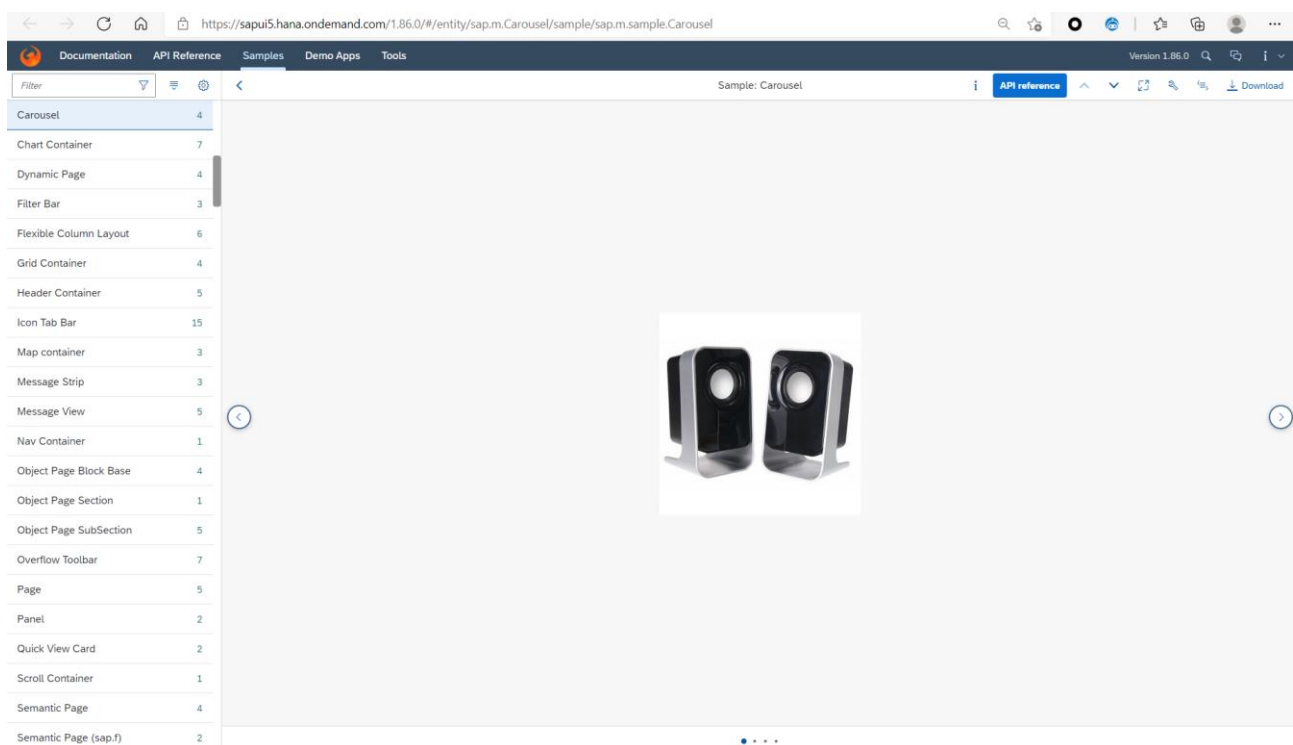 https://sapui5.hana.ondemand.com/1.86.0/#/entity/sap.m.Carousel/sample/sap.m.sample.Carousel
Documentation API Reference Samples Demo Apps Tools Version 1.86.0
Filter Sample: Carousel API reference Download
Carousel 4
Chart Container 7
Dynamic Page 4
Filter Bar 3
Flexible Column Layout 6
Grid Container 4
Header Container 5
Icon Tab Bar 15
Map container 3
Message Strip 3
Message View 5
Nav Container 1
Object Page Block Base 4
Object Page Section 1
Object Page SubSection 5
Overflow Toolbar 7
Page 5
Panel 2
Quick View Card 2
Scroll Container 1
Semantic Page 4
Semantic Page (sap.f) 2